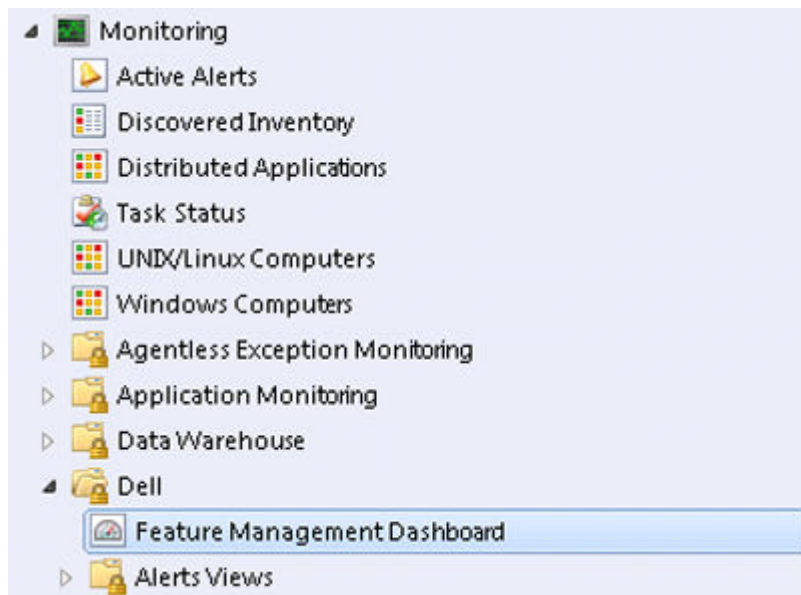 Monitoring
Active Alerts
Discovered Inventory
Distributed Applications
Task Status
UNIX/Linux Computers
Windows Computers
Agentless Exception Monitoring
Application Monitoring
Data Warehouse
Dell
Feature Management Dashboard
Alerts Views